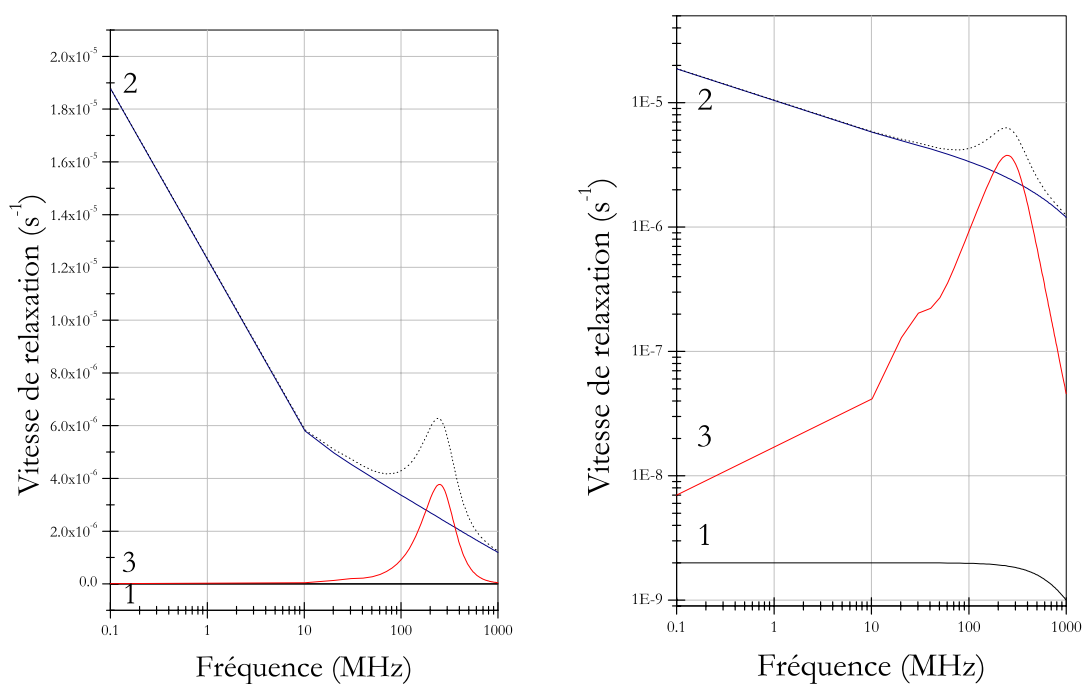 Vitesse de relaxation (s⁻¹)
2.0x10⁻⁵
1.8x10⁻⁵
1.6x10⁻⁵
1.4x10⁻⁵
1.2x10⁻⁵
1.0x10⁻⁵
8.0x10⁻⁶
6.0x10⁻⁶
4.0x10⁻⁶
2.0x10⁻⁶
0.0
2
3
1
0.1 1 10 100 1000
Fréquence (MHz)
Vitesse de relaxation (s⁻¹)
1E-5
1E-6
1E-7
1E-8
1E-9
2
3
1
0.1 1 10 100 1000
Fréquence (MHz)